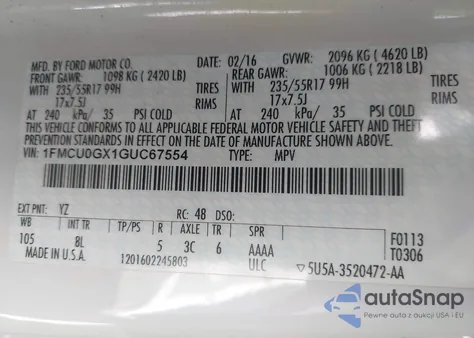 MFD. BY FORD MOTOR CO. DATE: 02/16 GVWR: 2096 KG (4620 LB)
FRONT GAWR: 1098 KG (2420 LB) REAR GAWR: 1006 KG (2218 LB)
WITH 235/55R17 99H TIRES WITH 235/55R17 99H TIRES
17x7.5J RIMS 17x7.5J RIMS
AT 240 kPa/ 35 PSI COLD AT 240 kPa/ 35 PSI COLD
THIS VEHICLE CONFORMS TO ALL APPLICABLE FEDERAL MOTOR VEHICLE SAFETY AND THEFT
PREVENTION STANDARDS IN EFFECT ON THE DATE OF MANUFACTURE SHOWN ABOVE.
VIN: 1FMCU0GX1GUC67554 TYPE: MPV
EXT PNT: YZ RC: 48 DSO:
WB INT TR TP/PS R AXLE TR SPR
105 8L 5 3C 6 AAAA F0113
MADE IN U.S.A. 1201602245803 ULC ▽5U5A-3520472-AA T0306
autoSnap
Pewne auta z aukcji USA i EU